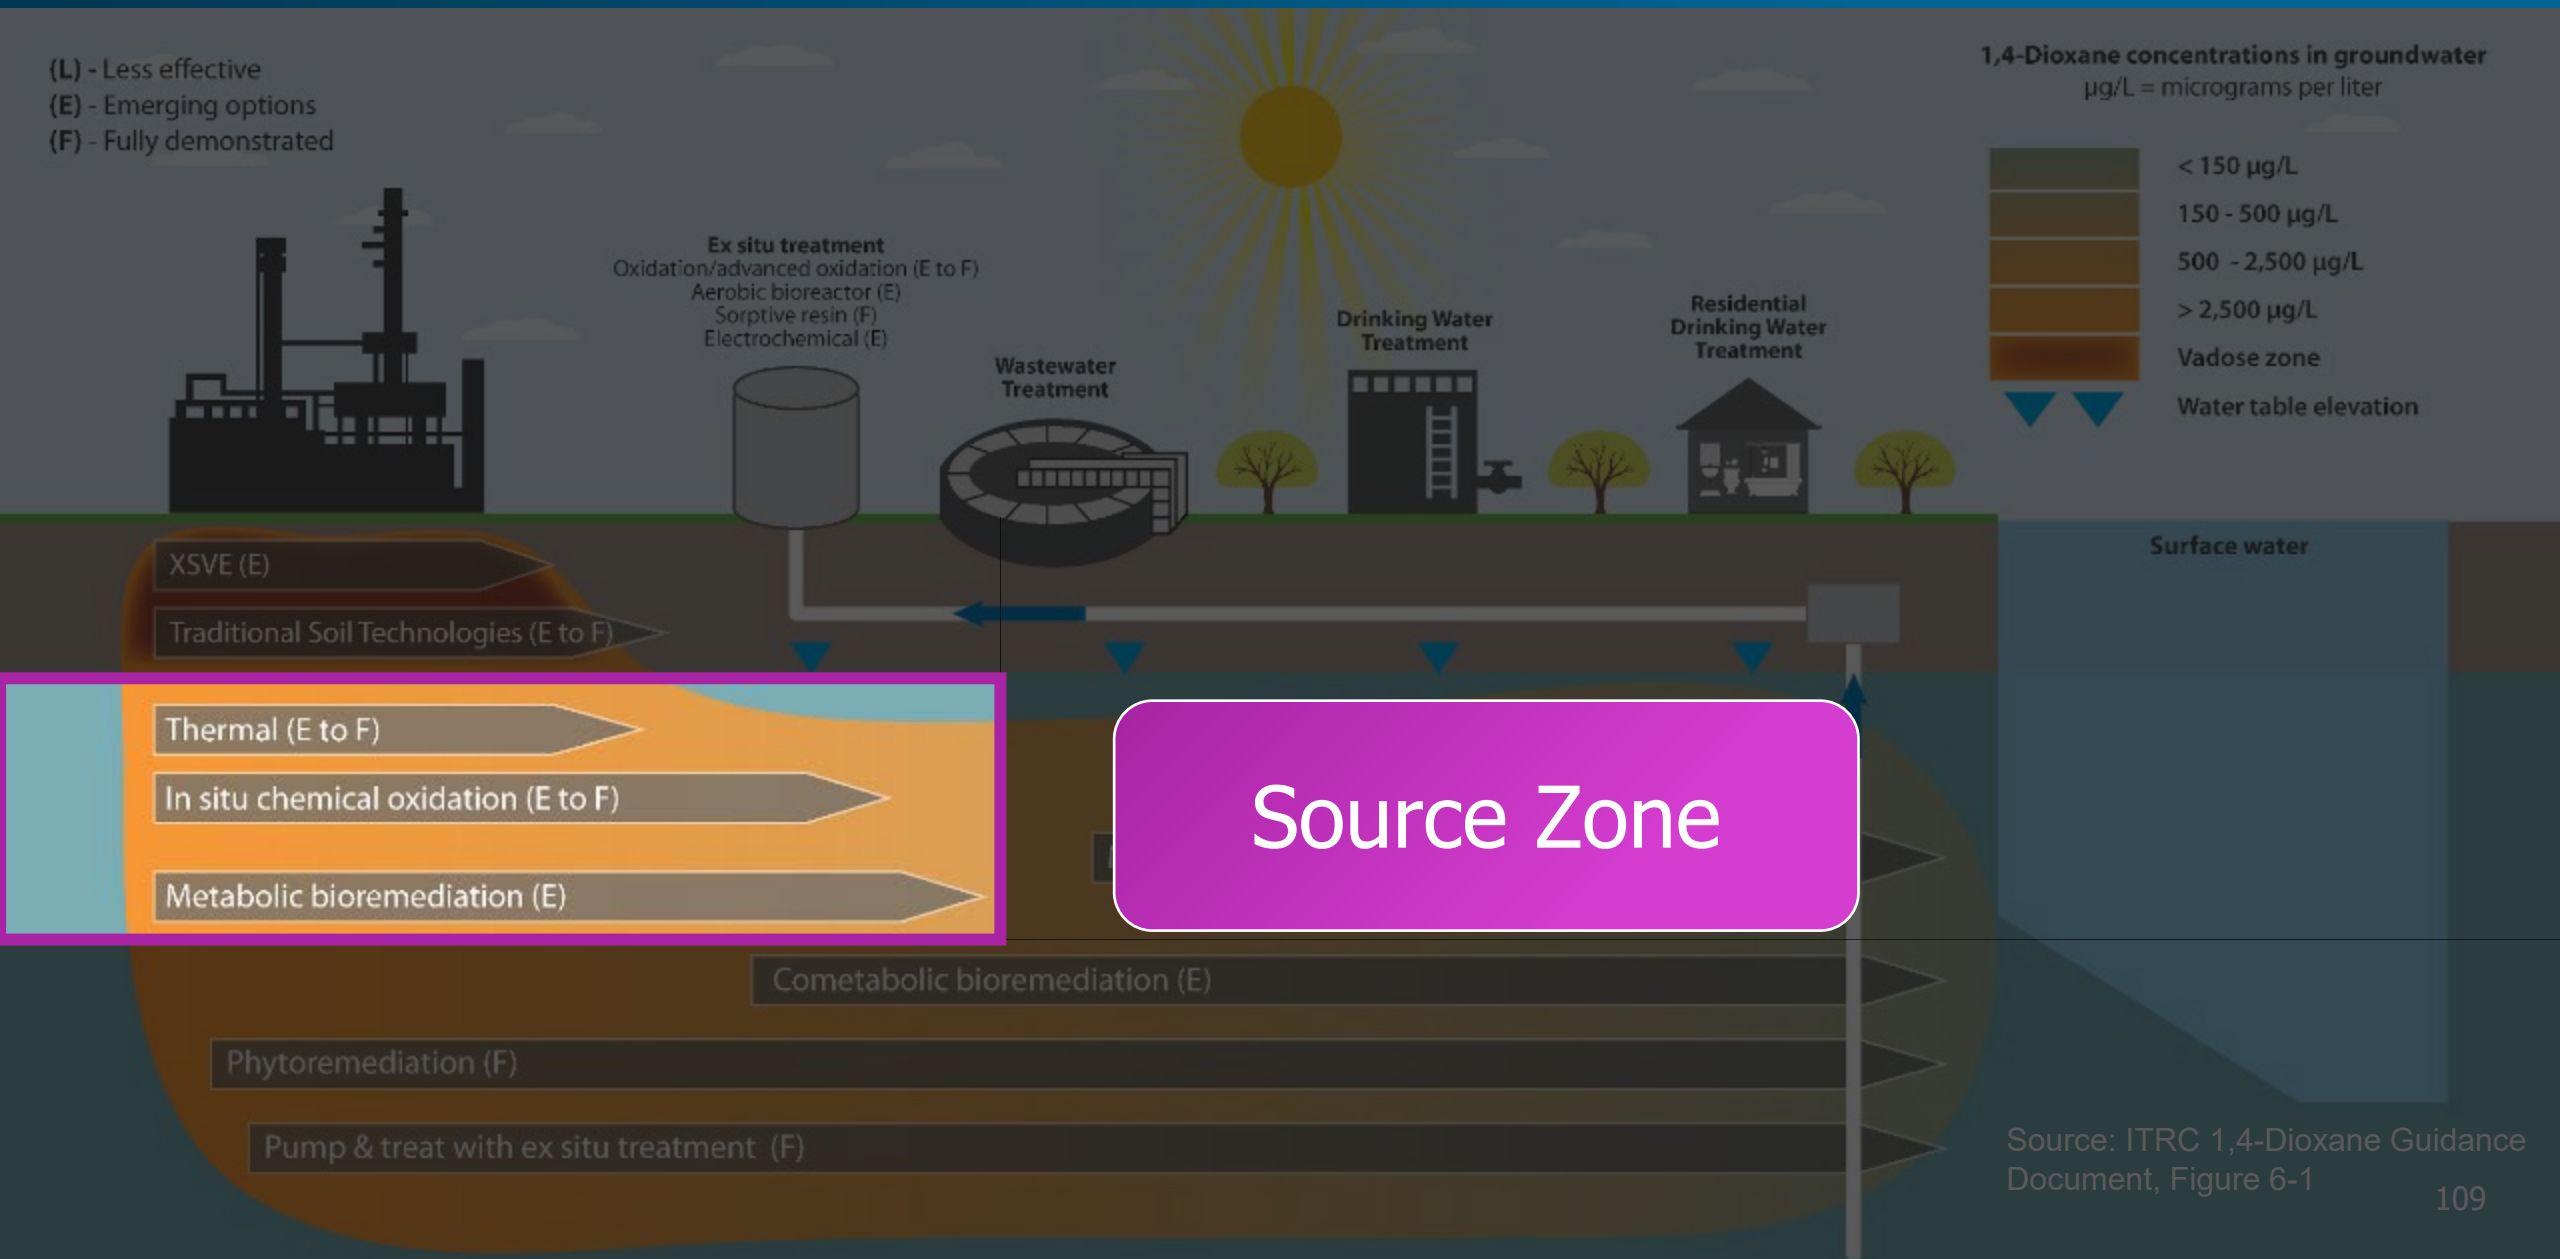 (L) - Less effective
(E) - Emerging options
(F) - Fully demonstrated
1,4-Dioxane concentrations in groundwater
µg/L = micrograms per liter
< 150 µg/L
150 - 500 µg/L
500 - 2,500 µg/L
> 2,500 µg/L
Vadose zone
Water table elevation
Ex situ treatment
Oxidation/advanced oxidation (E to F)
Aerobic bioreactor (E)
Sorptive resin (F)
Electrochemical (E)
Wastewater
Treatment
Drinking Water
Treatment
Residential
Drinking Water
Treatment
Surface water
XSVE (E)
Traditional Soil Technologies (E to F)
Thermal (E to F)
In situ chemical oxidation (E to F)
Metabolic bioremediation (E)
Source Zone
Cometabolic bioremediation (E)
Phytoremediation (F)
Pump & treat with ex situ treatment (F)
Source: ITRC 1,4-Dioxane Guidance
Document, Figure 6-1
109